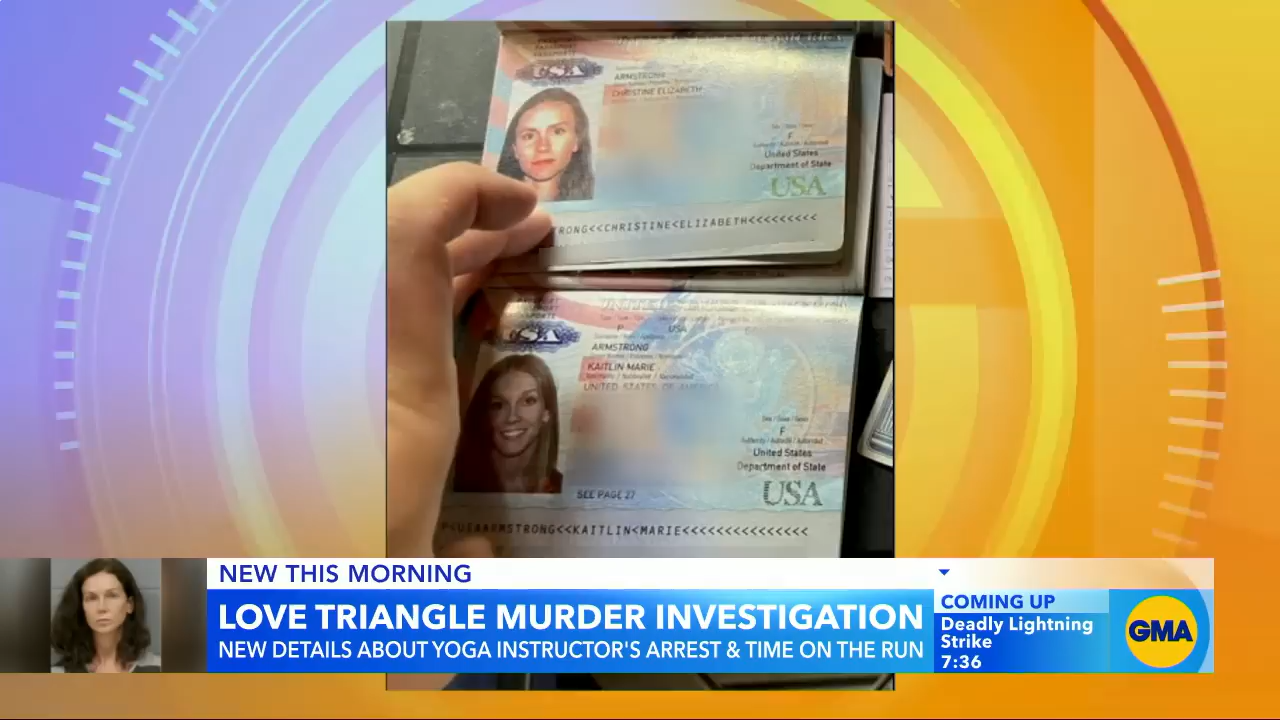 USA
ARMSTRONG
CHRISTINE ELIZABETH
F
United States
Department of State
USA
RONG<<CHRISTINE<ELIZABETH<<<<<<<<<
P USA
ARMSTRONG
KAITLIN MARIE
UNITED STATES OF AMERICA
F
United States
Department of State
USA
SEE PAGE 27
ARMSTRONG<<KAITLIN<MARIE<<<<<<<<<<<<<<<
NEW THIS MORNING
LOVE TRIANGLE MURDER INVESTIGATION
NEW DETAILS ABOUT YOGA INSTRUCTOR'S ARREST & TIME ON THE RUN
COMING UP
Deadly Lightning
Strike
7:36
GMA